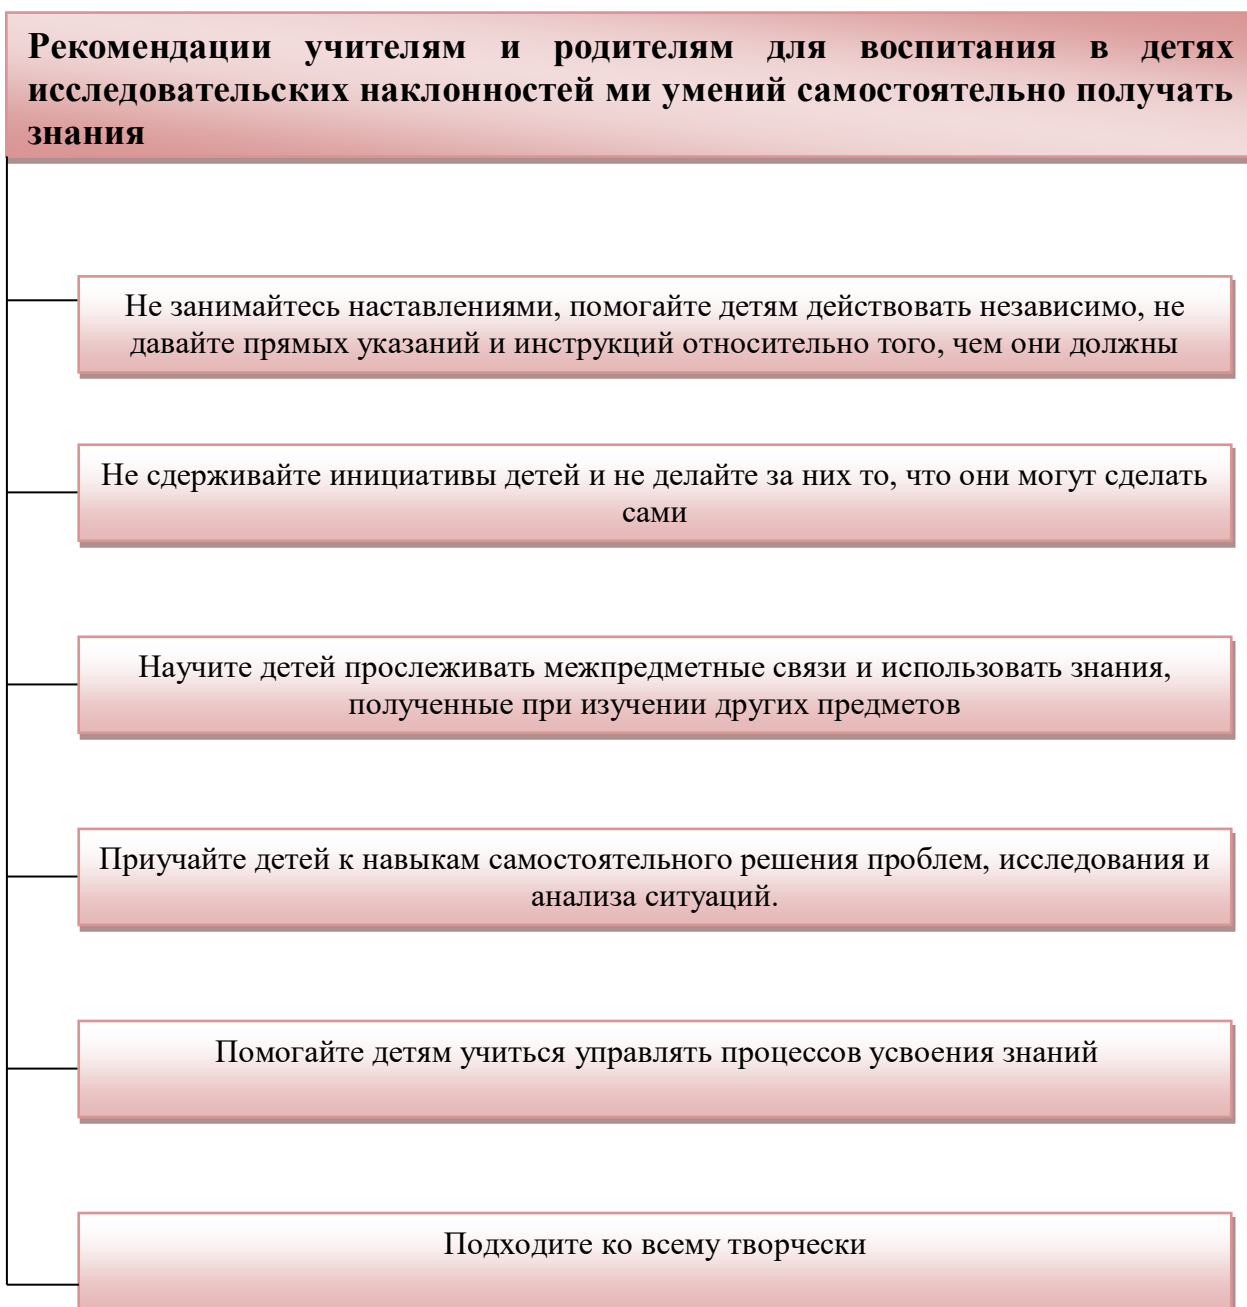 Рекомендации учителям и родителям для воспитания в детях
исследовательских наклонностей ми умений самостоятельно получать
знания
Не занимайтесь наставлениями, помогайте детям действовать независимо, не
давайте прямых указаний и инструкций относительно того, чем они должны
Не сдерживайте инициативы детей и не делайте за них то, что они могут сделать
сами
Научите детей прослеживать межпредметные связи и использовать знания,
полученные при изучении других предметов
Приучайте детей к навыкам самостоятельного решения проблем, исследования и
анализа ситуаций.
Помогайте детям учиться управлять процессов усвоения знаний
Подходите ко всему творчески